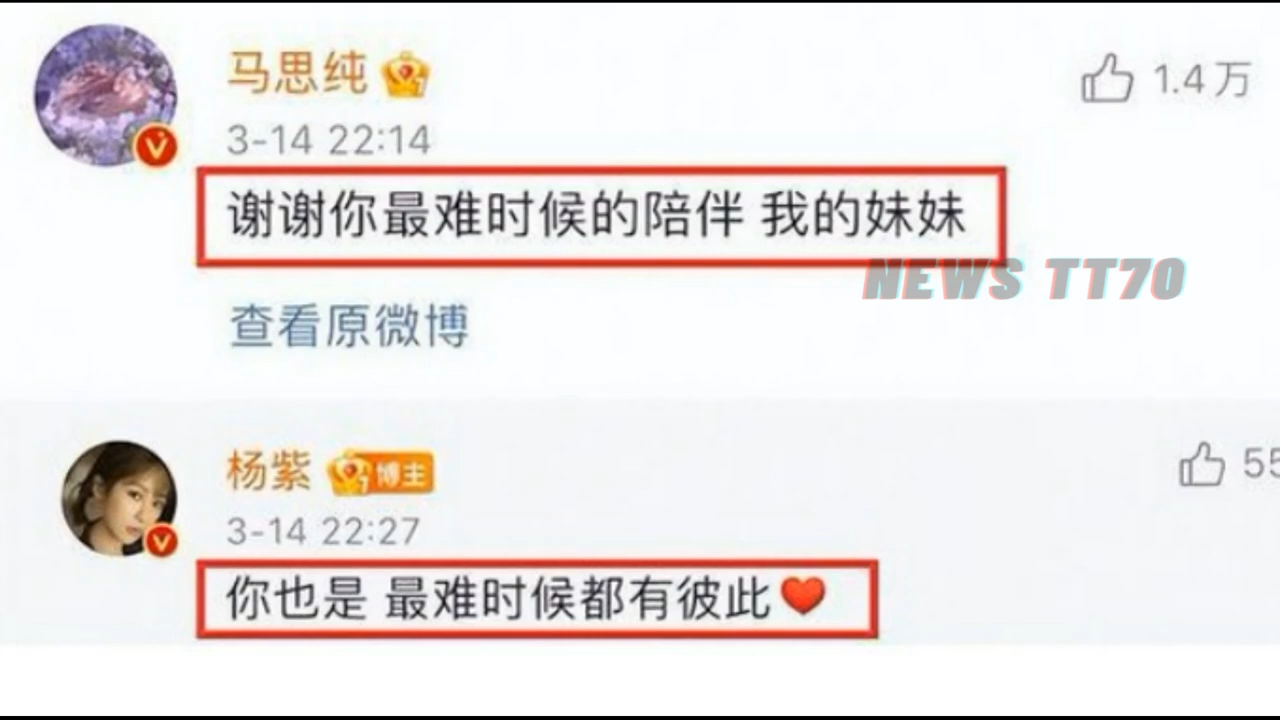 马思纯
1.4万
3-14 22:14
谢谢你最难时候的陪伴 我的妹妹
NEWS TT70
查看原微博
杨紫 博主
55
3-14 22:27
你也是 最难时候都有彼此❤️